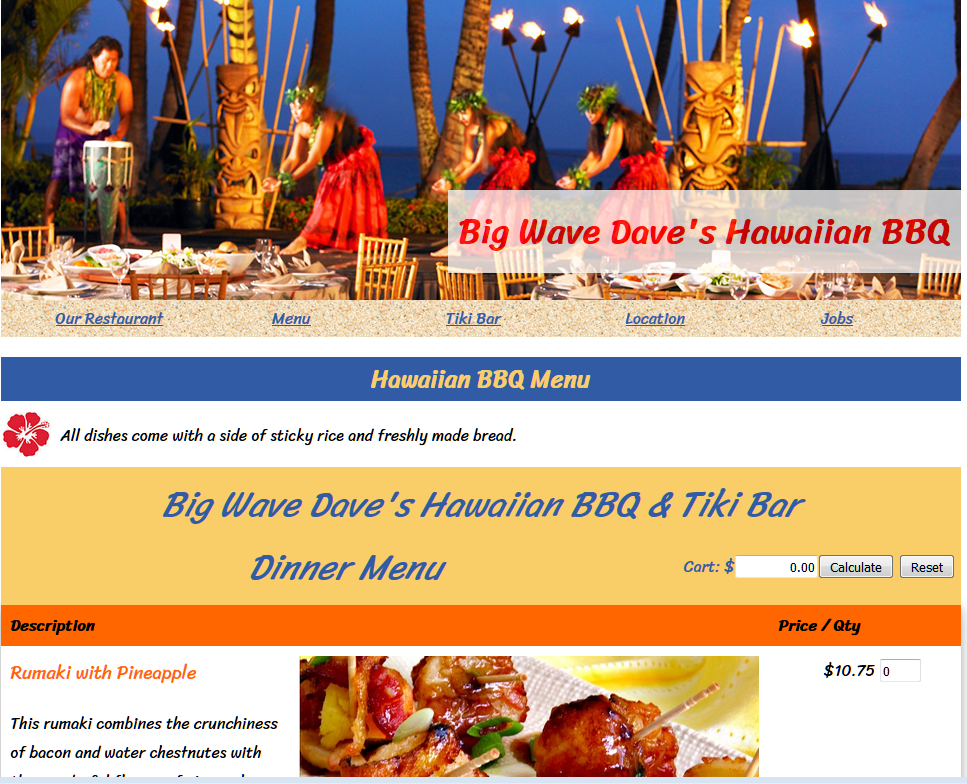 Big Wave Dave's Hawaiian BBQ
Our Restaurant Menu Tiki Bar Location Jobs
Hawaiian BBQ Menu
All dishes come with a side of sticky rice and freshly made bread.
Big Wave Dave's Hawaiian BBQ & Tiki Bar
Dinner Menu Cart: $ 0.00 Calculate Reset
Description Price / Qty
Rumaki with Pineapple $10.75 0
This rumaki combines the crunchiness
of bacon and water chestnutes with